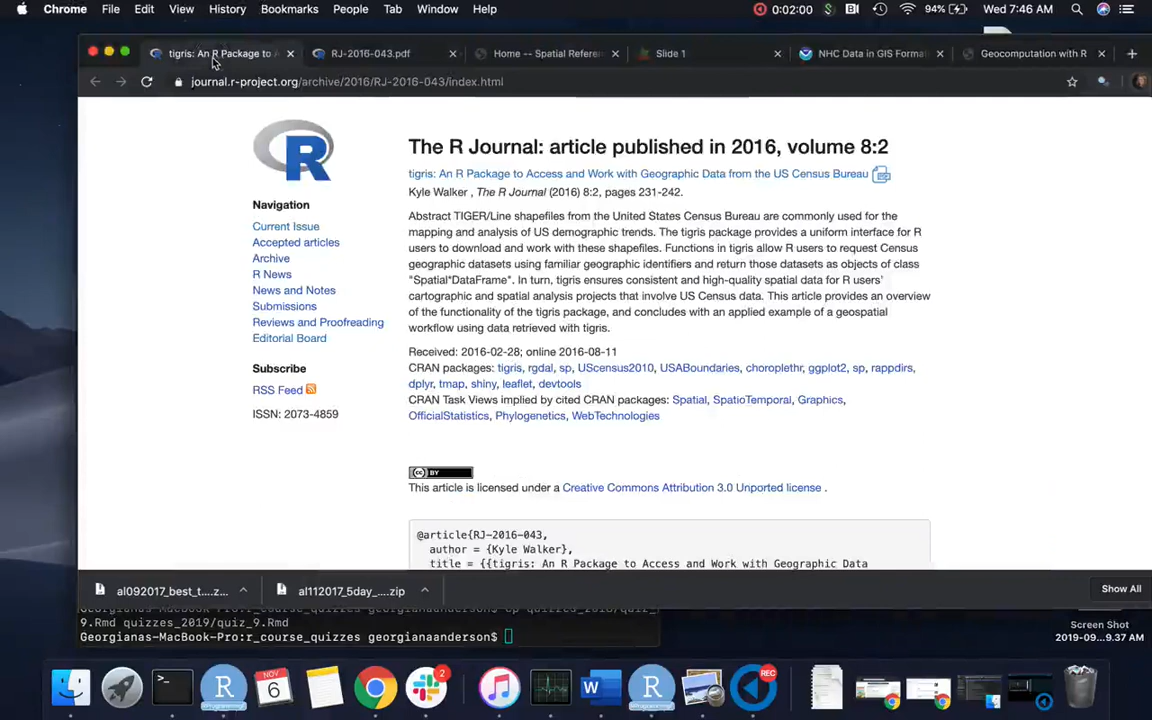 Chrome File Edit View History Bookmarks People Tab Window Help 0:02:00 94% Wed 7:46 AM
tigris: An R Package to RJ-2016-043.pdf Home -- Spatial Referen Slide 1 NHC Data in GIS Format Geocomputation with R
journal.r-project.org/archive/2016/RJ-2016-043/index.html
R
Navigation
Current Issue
Accepted articles
Archive
R News
News and Notes
Submissions
Reviews and Proofreading
Editorial Board
Subscribe
RSS Feed
ISSN: 2073-4859
The R Journal: article published in 2016, volume 8:2
tigris: An R Package to Access and Work with Geographic Data from the US Census Bureau
Kyle Walker , The R Journal (2016) 8:2, pages 231-242.
Abstract TIGER/Line shapefiles from the United States Census Bureau are commonly used for the
mapping and analysis of US demographic trends. The tigris package provides a uniform interface for R
users to download and work with these shapefiles. Functions in tigris allow R users to request Census
geographic datasets using familiar geographic identifiers and return those datasets as objects of class
"Spatial*DataFrame". In turn, tigris ensures consistent and high-quality spatial data for R users'
cartographic and spatial analysis projects that involve US Census data. This article provides an overview
of the functionality of the tigris package, and concludes with an applied example of a geospatial
workflow using data retrieved with tigris.
Received: 2016-02-28; online 2016-08-11
CRAN packages: tigris, rgdal, sp, UScensus2010, USABoundaries, choroplethr, ggplot2, sp, rappdirs,
dplyr, tmap, shiny, leaflet, devtools
CRAN Task Views implied by cited CRAN packages: Spatial, SpatioTemporal, Graphics,
OfficialStatistics, Phylogenetics, WebTechnologies
cc BY
This article is licensed under a Creative Commons Attribution 3.0 Unported license .
@article{RJ-2016-043,
author = {Kyle Walker},
title = {{tigris: An R Package to Access and Work with Geographic Data
al092017_best_t....z... al112017_5day_....zip Show All
9.Rmd quizzes_2019/quiz_9.Rmd
Georgianas-MacBook-Pro:r_course_quizzes georgianaanderson$
Screen Shot
2019-09...9.37 AM
>_ R NOV 6 2 W R REC